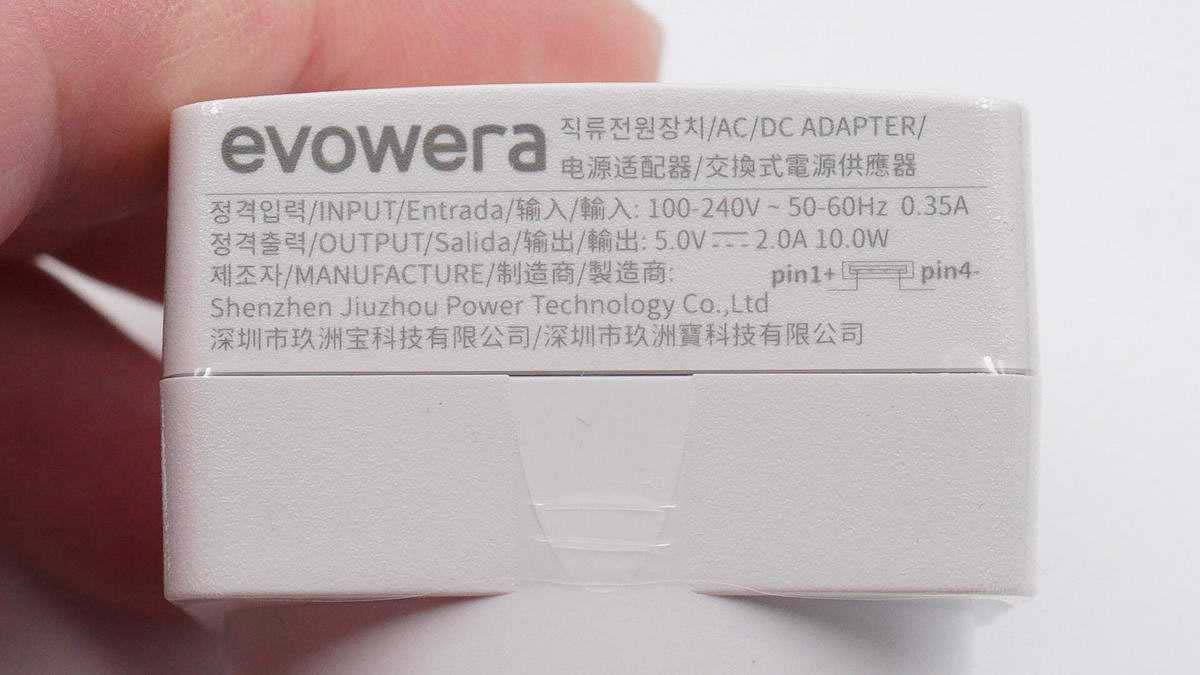 evowera 직류전원장치/AC/DC ADAPTER/
电源适配器/交換式電源供應器
정격입력/INPUT/Entrada/输入/輸入: 100-240V ~ 50-60Hz 0.35A
정격출력/OUTPUT/Salida/输出/輸出: 5.0V⎓2.0A 10.0W
제조자/MANUFACTURE/制造商/製造商: pin1+ pin4-
Shenzhen Jiuzhou Power Technology Co.,Ltd
深圳市玖洲宝科技有限公司/深圳市玖洲寶科技有限公司